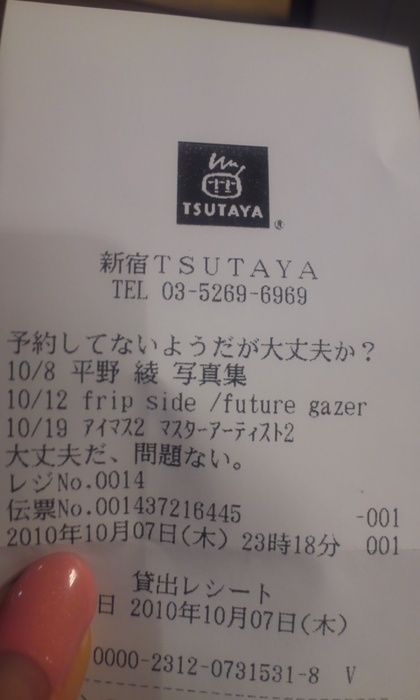 TSUTAYA
®
新宿TSUTAYA
TEL 03-5269-6969
予約してないようだが大丈夫か？
10/8 平野 綾 写真集
10/12 frip side /future gazer
10/19 ｱｲﾏｽ2 ﾏｽﾀｰｱｰﾃｨｽﾄ2
大丈夫だ、問題ない。
レジNo.0014
伝票No.001437216445 -001
2010年10月07日(木) 23時18分 001
貸出レシート
日 2010年10月07日(木)
0000-2312-0731531-8 V